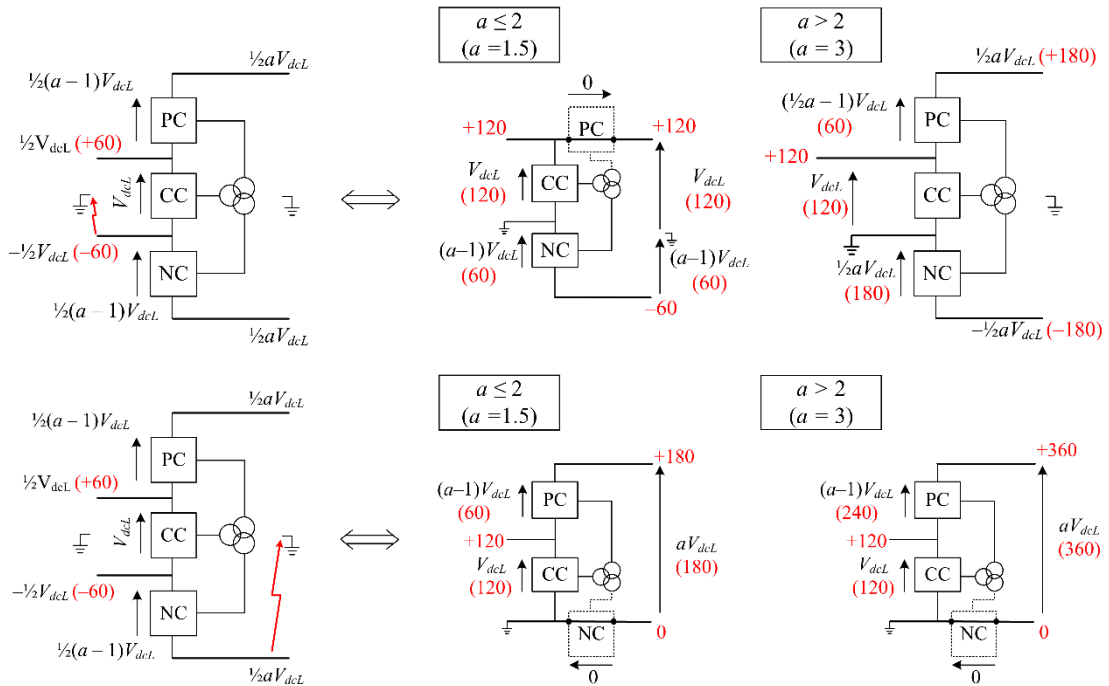 ½aV_dcL
½(a – 1)V_dcL
PC
½V_dcL (+60)
V_dcL
CC
–½V_dcL (–60)
NC
½(a – 1)V_dcL
½aV_dcL
a ≤ 2
(a =1.5)
0
+120
PC
+120
V_dcL
(120)
CC
V_dcL
(120)
(a–1)V_dcL
(60)
NC
(a–1)V_dcL
(60)
–60
a > 2
(a = 3)
½aV_dcL (+180)
(½a – 1)V_dcL
(60)
PC
+120
V_dcL
(120)
CC
½aV_dcL
(180)
NC
–½aV_dcL (–180)
½aV_dcL
½(a – 1)V_dcL
PC
½V_dcL (+60)
V_dcL
CC
–½V_dcL (–60)
NC
½(a – 1)V_dcL
½aV_dcL
a ≤ 2
(a =1.5)
+180
(a–1)V_dcL
(60)
PC
+120
aV_dcL
(180)
V_dcL
(120)
CC
NC
0
0
a > 2
(a = 3)
+360
(a–1)V_dcL
(240)
PC
+120
aV_dcL
(360)
V_dcL
(120)
CC
NC
0
0